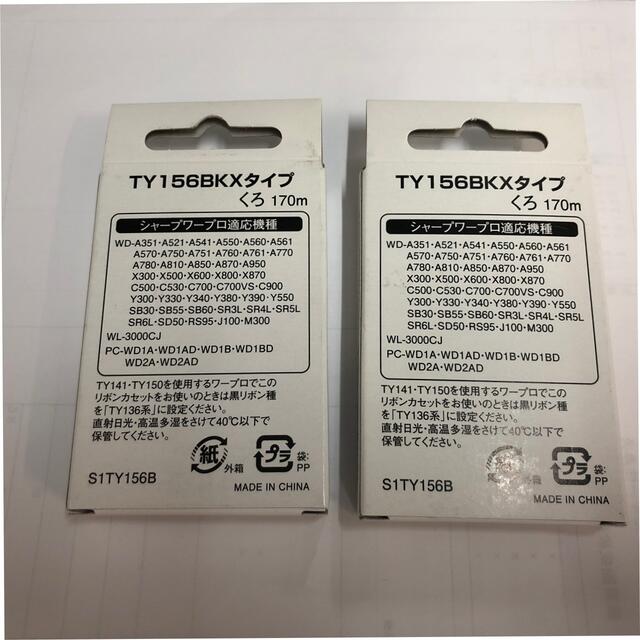 TY156BKXタイプ
くろ 170m
シャープワープロ適応機種
WD-A351・A521・A541・A550・A560・A561
A570・A750・A751・A760・A761・A770
A780・A810・A850・A870・A950
X300・X500・X600・X800・X870
C500・C530・C700・C700VS・C900
Y300・Y330・Y340・Y380・Y390・Y550
SB30・SB55・SB60・SR3L・SR4L・SR5L
SR6L・SD50・RS95・J100・M300
WL-3000CJ
PC-WD1A・WD1AD・WD1B・WD1BD
WD2A・WD2AD
TY141・TY150を使用するワープロでこの
リボンカセットをお使いのときは黒リボン種
を「TY136系」に設定ください。
直射日光・高温多湿をさけて40℃以下で
保管してください。
紙 外箱
プラ 袋:PP
S1TY156B
MADE IN CHINA
TY156BKXタイプ
くろ 170m
シャープワープロ適応機種
WD-A351・A521・A541・A550・A560・A561
A570・A750・A751・A760・A761・A770
A780・A810・A850・A870・A950
X300・X500・X600・X800・X870
C500・C530・C700・C700VS・C900
Y300・Y330・Y340・Y380・Y390・Y550
SB30・SB55・SB60・SR3L・SR4L・SR5L
SR6L・SD50・RS95・J100・M300
WL-3000CJ
PC-WD1A・WD1AD・WD1B・WD1BD
WD2A・WD2AD
TY141・TY150を使用するワープロでこの
リボンカセットをお使いのときは黒リボン種
を「TY136系」に設定ください。
直射日光・高温多湿をさけて40℃以下で
保管してください。
紙 外箱
プラ 袋:PP
S1TY156B
MADE IN CHINA